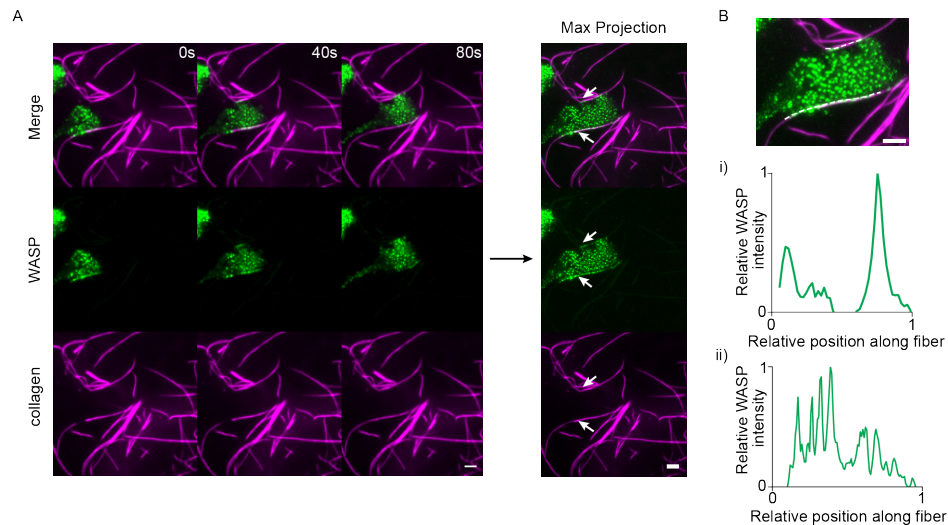 A
B
Max Projection
0s
40s
80s
Merge
WASP
collagen
i)
Relative WASP
intensity
1
0
0
1
Relative position along fiber
ii)
Relative WASP
intensity
1
0
0
1
Relative position along fiber